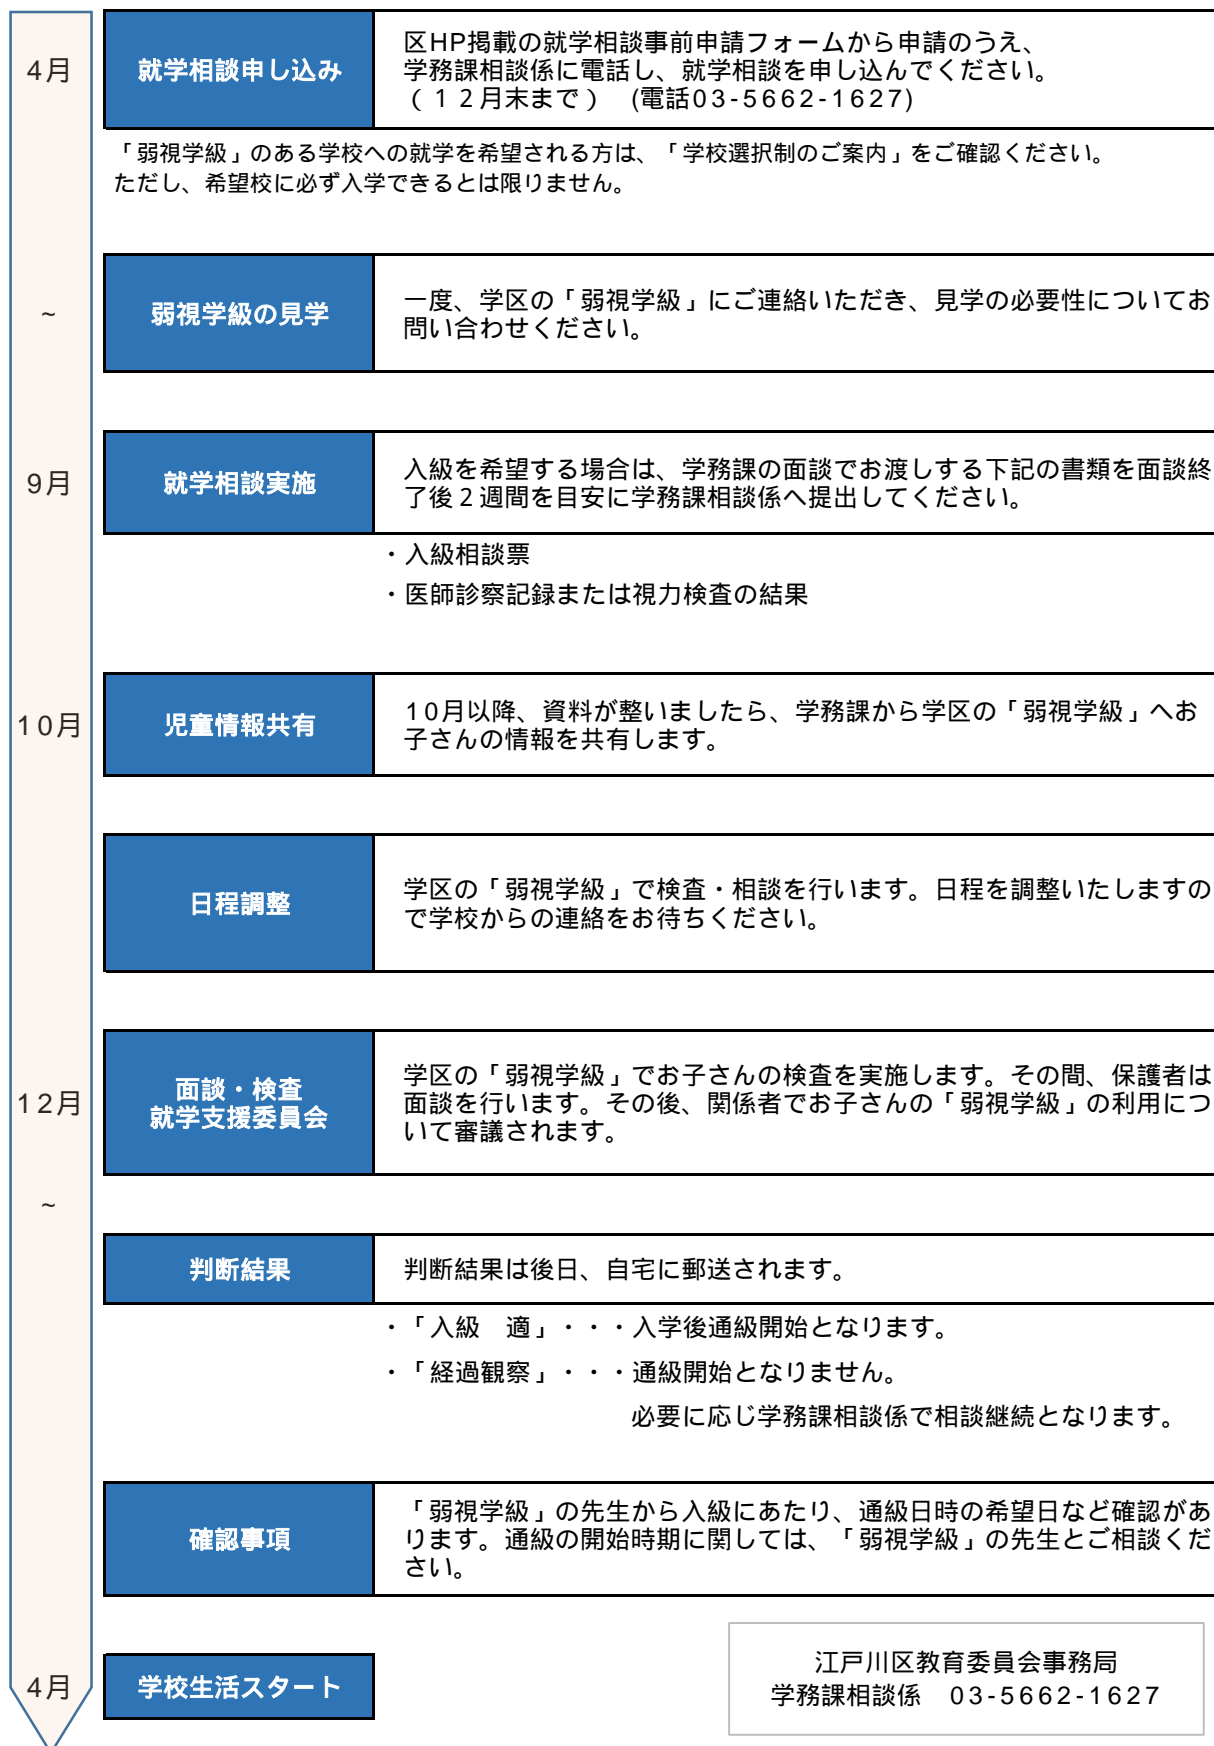 4月
就学相談申し込み
区HP掲載の就学相談事前申請フォームから申請のうえ、
学務課相談係に電話し、就学相談を申し込んでください。
（１２月末まで） (電話03-5662-1627)
「弱視学級」のある学校への就学を希望される方は、「学校選択制のご案内」をご確認ください。
ただし、希望校に必ず入学できるとは限りません。
~
弱視学級の見学
一度、学区の「弱視学級」にご連絡いただき、見学の必要性についてお
問い合わせください。
9月
就学相談実施
入級を希望する場合は、学務課の面談でお渡しする下記の書類を面談終
了後２週間を目安に学務課相談係へ提出してください。
・入級相談票
・医師診察記録または視力検査の結果
10月
児童情報共有
10月以降、資料が整いましたら、学務課から学区の「弱視学級」へお
子さんの情報を共有します。
日程調整
学区の「弱視学級」で検査・相談を行います。日程を調整いたしますの
で学校からの連絡をお待ちください。
12月
面談・検査
就学支援委員会
学区の「弱視学級」でお子さんの検査を実施します。その間、保護者は
面談を行います。その後、関係者でお子さんの「弱視学級」の利用につ
いて審議されます。
~
判断結果
判断結果は後日、自宅に郵送されます。
・「入級　適」・・・入学後通級開始となります。
・「経過観察」・・・通級開始となりません。
必要に応じ学務課相談係で相談継続となります。
確認事項
「弱視学級」の先生から入級にあたり、通級日時の希望日など確認があ
ります。通級の開始時期に関しては、「弱視学級」の先生とご相談くだ
さい。
4月
学校生活スタート
江戸川区教育委員会事務局
学務課相談係　03-5662-1627